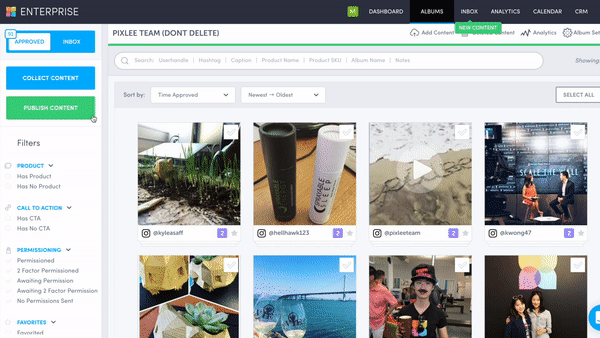 ENTERPRISE
M
DASHBOARD
ALBUMS
INBOX
ANALYTICS
CALENDAR
CRM
NEW CONTENT
APPROVED
INBOX
PIXLEE TEAM (DONT DELETE)
Add Content
Content
Analytics
Album Set
COLLECT CONTENT
PUBLISH CONTENT
Search: Userhandle | Hashtag | Caption | Product Name | Product SKU | Album Name | Notes
Showing
Sort by:
Time Approved
Newest → Oldest
SELECT ALL
Filters
PRODUCT
Has Product
Has No Product
CALL TO ACTION
Has CTA
Has No CTA
PERMISSIONING
Permissioned
2 Factor Permissioned
Awaiting Permission
Awaiting 2 Factor Permission
No Permissions Sent
FAVORITES
Favorited
SCALE THE
@kyleasaff
2
@hellhawk123
2
@pixleeteam
2
@kwong47
2